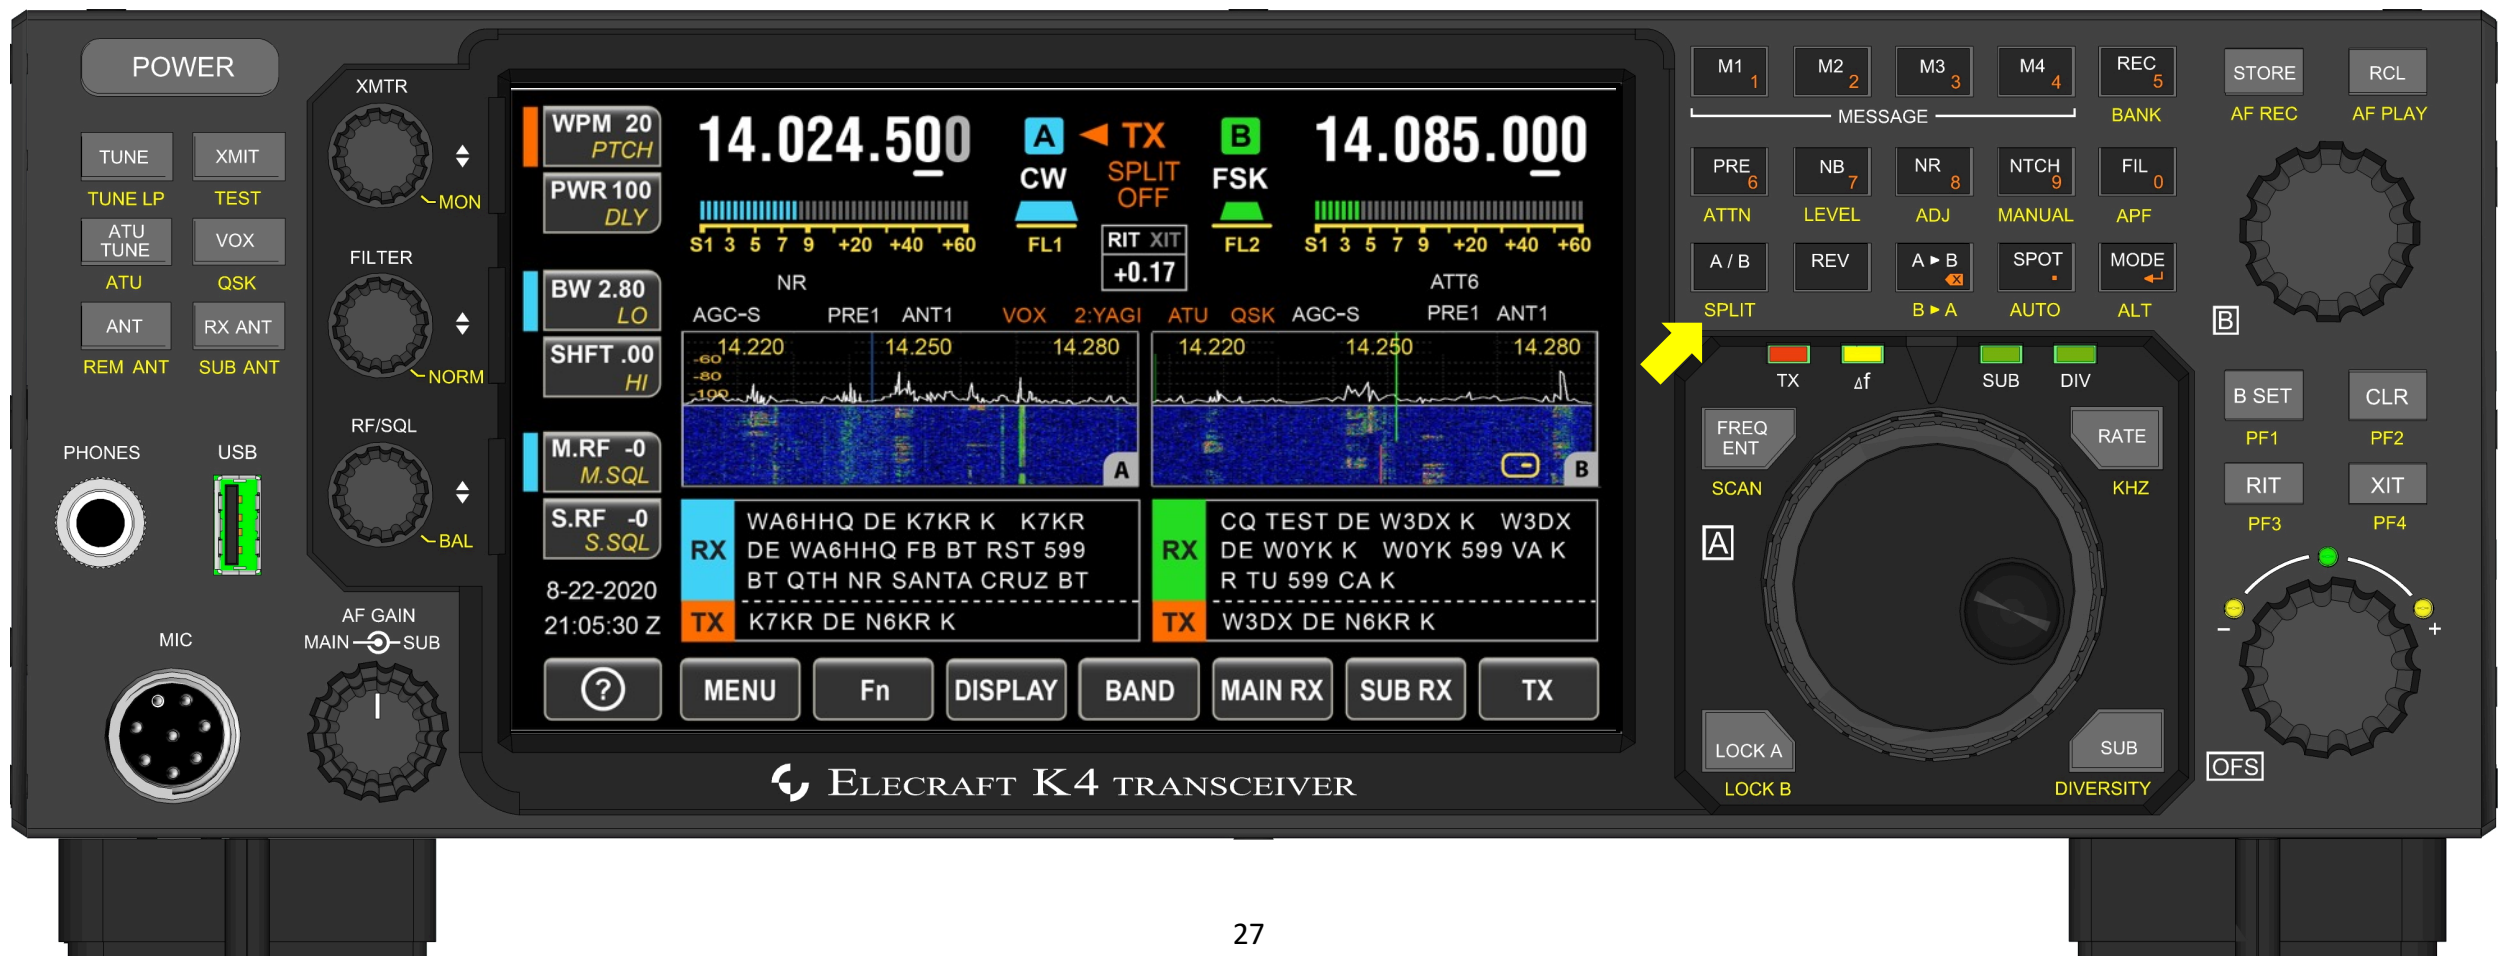 POWER
TUNE
XMIT
TUNE LP
TEST
ATU
TUNE
VOX
ATU
QSK
ANT
RX ANT
REM ANT
SUB ANT
PHONES
USB
MIC
XMTR
MON
FILTER
NORM
RF/SQL
BAL
AF GAIN
MAIN
SUB
WPM 20
PTCH
PWR 100
DLY
BW 2.80
LO
SHFT .00
HI
M.RF -0
M.SQL
S.RF -0
S.SQL
8-22-2020
21:05:30 Z
14.024.500
A
TX
B
14.085.000
CW
SPLIT
OFF
FSK
S1 3 5 7 9 +20 +40 +60
FL1
RIT XIT
+0.17
FL2
S1 3 5 7 9 +20 +40 +60
NR
ATT6
AGC-S PRE1 ANT1 VOX 2:YAGI ATU QSK AGC-S PRE1 ANT1
14.220 14.250 14.280
-60
-80
-100
A
14.220 14.250 14.280
B
RX
WA6HHQ DE K7KR K K7KR
DE WA6HHQ FB BT RST 599
BT QTH NR SANTA CRUZ BT
TX
K7KR DE N6KR K
RX
CQ TEST DE W3DX K W3DX
DE W0YK K W0YK 599 VA K
R TU 599 CA K
TX
W3DX DE N6KR K
?
MENU
Fn
DISPLAY
BAND
MAIN RX
SUB RX
TX
ELECRAFT K4 TRANSCEIVER
M1 1
M2 2
M3 3
M4 4
REC 5
MESSAGE
BANK
PRE 6
NB 7
NR 8
NTCH 9
FIL 0
ATTN
LEVEL
ADJ
MANUAL
APF
A / B
REV
A ▸ B
SPOT .
MODE
SPLIT
B ▸ A
AUTO
ALT
TX
Δf
SUB
DIV
FREQ
ENT
SCAN
RATE
KHZ
A
LOCK A
LOCK B
SUB
DIVERSITY
STORE
RCL
AF REC
AF PLAY
B
B SET
CLR
PF1
PF2
RIT
XIT
PF3
PF4
−
+
OFS
27